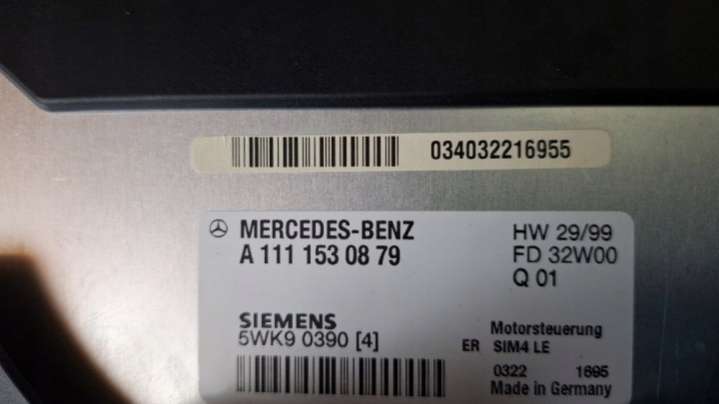 034032216955
MERCEDES-BENZ HW 29/99
A 111 153 08 79 FD 32W00
Q 01
SIEMENS Motorsteuerung
5WK9 0390 [4] ER SIM4 LE
0322 1695
Made in Germany